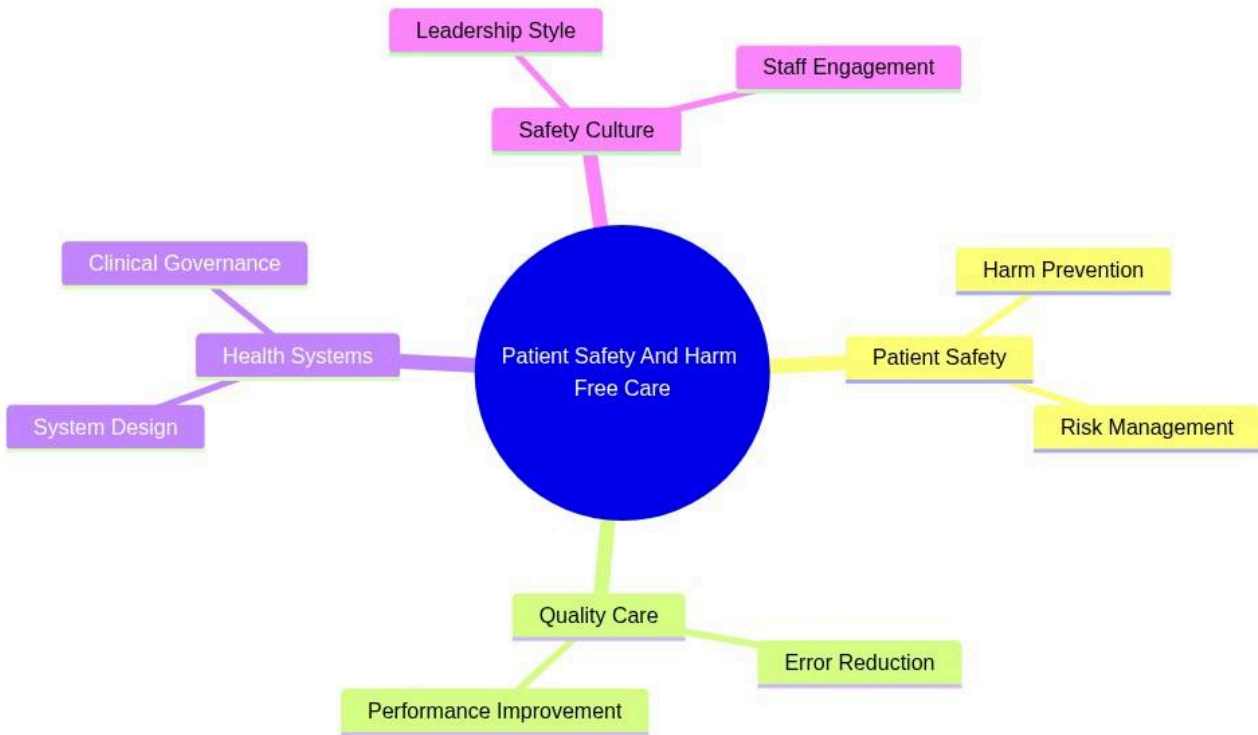 Leadership Style
Staff Engagement
Safety Culture
Clinical Governance
Harm Prevention
Health Systems
Patient Safety And Harm
Free Care
Patient Safety
System Design
Risk Management
Quality Care
Error Reduction
Performance Improvement